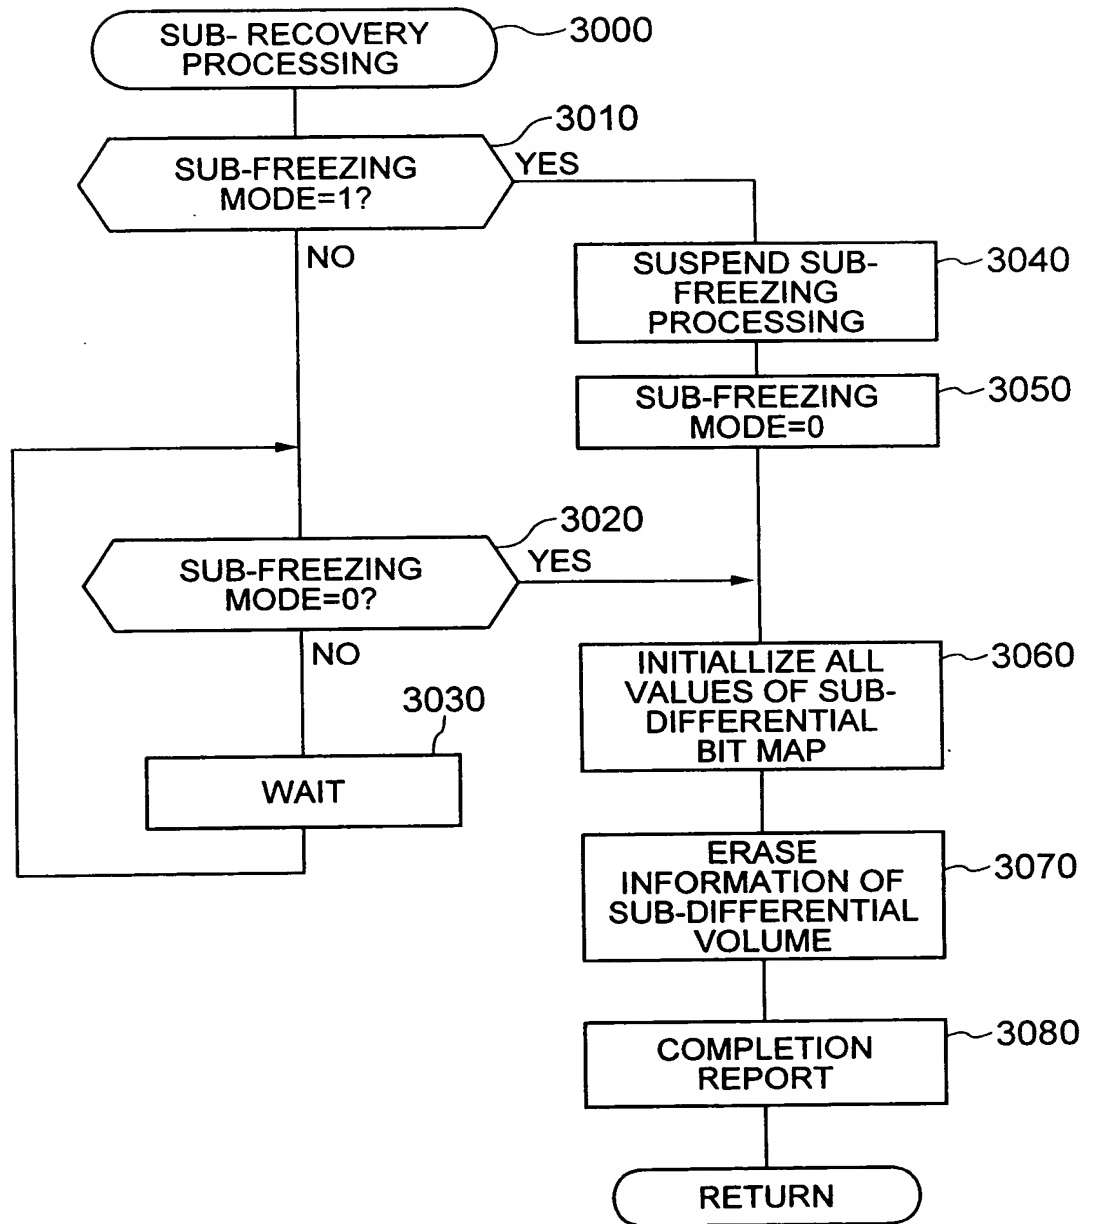 SUB- RECOVERY
PROCESSING
3000
3010
SUB-FREEZING
MODE=1?
YES
NO
SUSPEND SUB-
FREEZING
PROCESSING
3040
SUB-FREEZING
MODE=0
3050
3020
SUB-FREEZING
MODE=0?
YES
NO
3030
WAIT
INITIALLIZE ALL
VALUES OF SUB-
DIFFERENTIAL
BIT MAP
3060
ERASE
INFORMATION OF
SUB-DIFFERENTIAL
VOLUME
3070
COMPLETION
REPORT
3080
RETURN